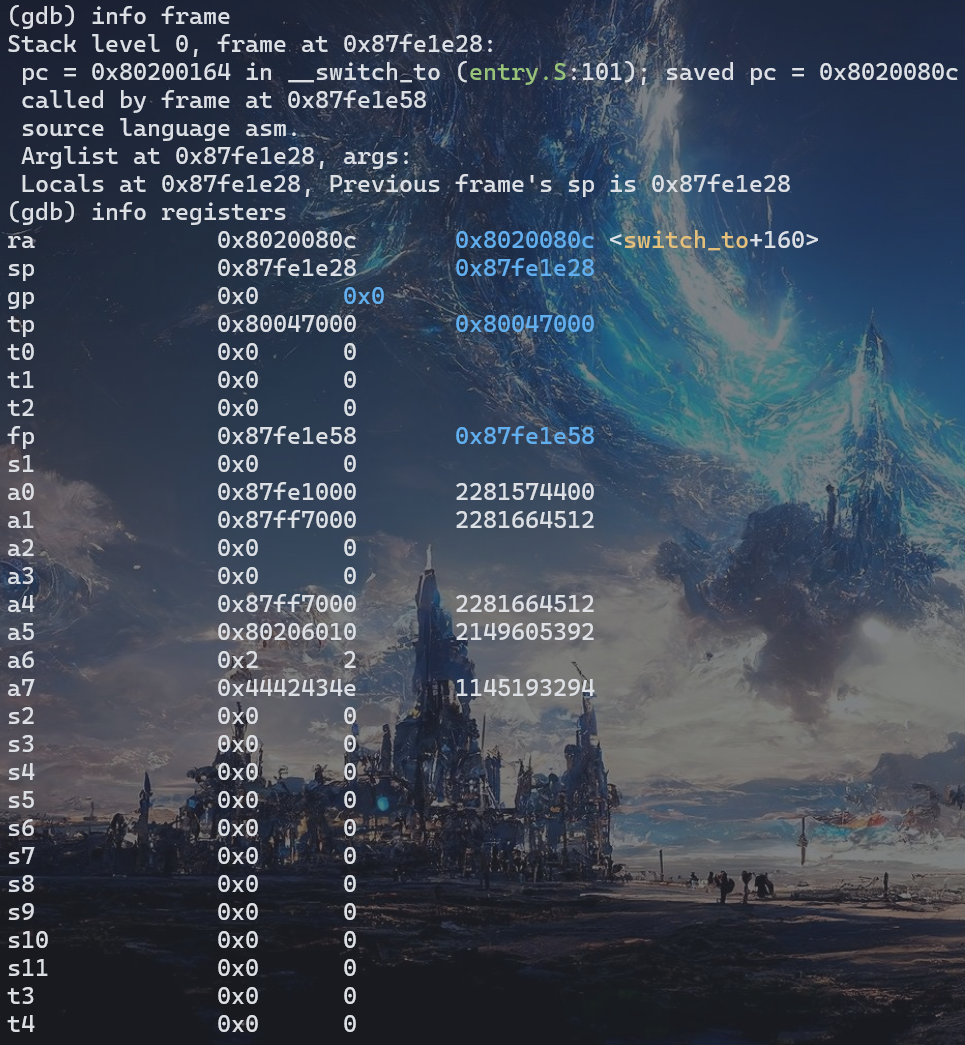 (gdb) info frame
Stack level 0, frame at 0x87fe1e28:
 pc = 0x80200164 in __switch_to (entry.S:101); saved pc = 0x8020080c
 called by frame at 0x87fe1e58
 source language asm.
 Arglist at 0x87fe1e28, args:
 Locals at 0x87fe1e28, Previous frame's sp is 0x87fe1e28
(gdb) info registers
ra             0x8020080c       0x8020080c <switch_to+160>
sp             0x87fe1e28       0x87fe1e28
gp             0x0      0x0
tp             0x80047000       0x80047000
t0             0x0      0
t1             0x0      0
t2             0x0      0
fp             0x87fe1e58       0x87fe1e58
s1             0x0      0
a0             0x87fe1000       2281574400
a1             0x87ff7000       2281664512
a2             0x0      0
a3             0x0      0
a4             0x87ff7000       2281664512
a5             0x80206010       2149605392
a6             0x2      2
a7             0x4442434e       1145193294
s2             0x0      0
s3             0x0      0
s4             0x0      0
s5             0x0      0
s6             0x0      0
s7             0x0      0
s8             0x0      0
s9             0x0      0
s10            0x0      0
s11            0x0      0
t3             0x0      0
t4             0x0      0